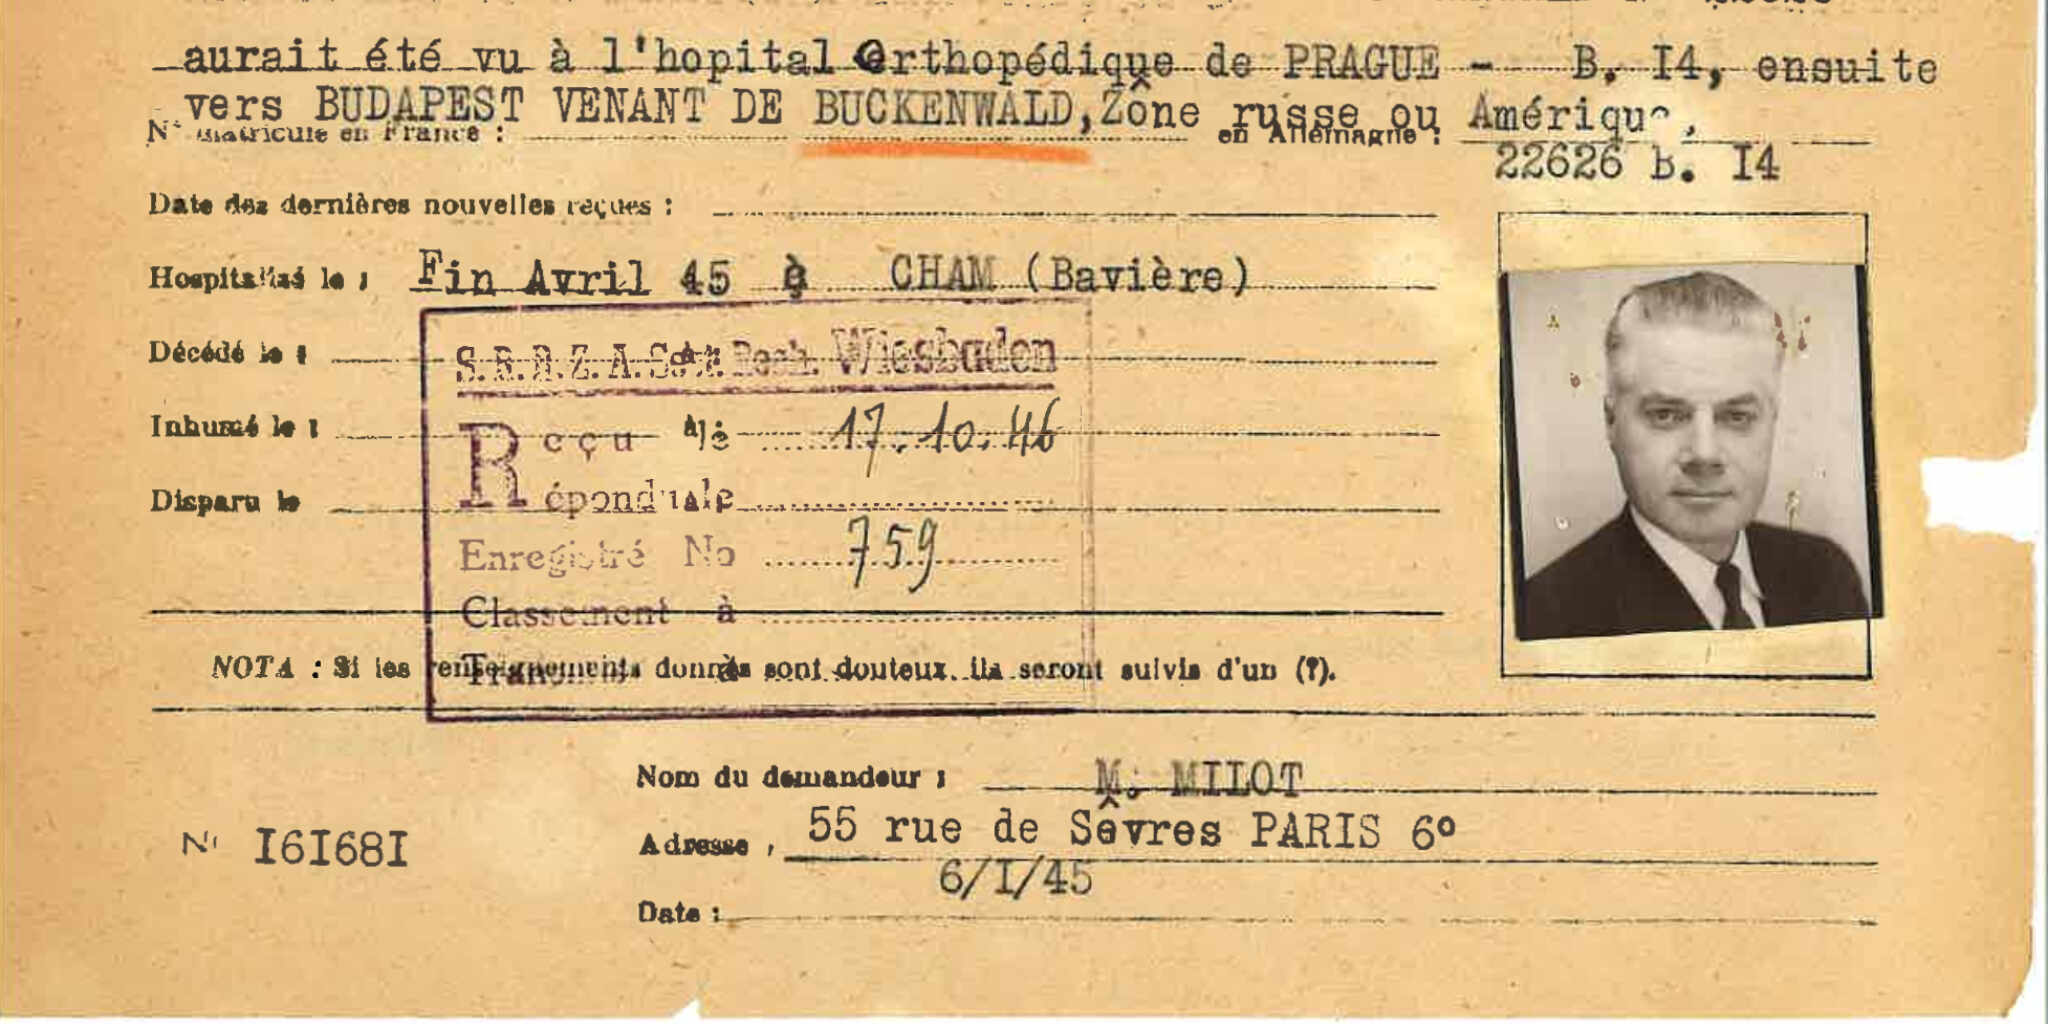 aurait été vu à l'hopital Orthopédique de PRAGUE - B. I4, ensuite
vers BUDAPEST VENANT DE BUCKENWALD, Zône russe ou Amérique.
N° matricule en France : en Allemagne :
22626 B. I4
Date des dernières nouvelles reçues :
Hospitalisé le : Fin Avril 45 à CHAM (Bavière)
Décédé le : à :
S. R. D. Z. A. Sect. Rech. Wiesbaden
Inhumé le : à :
Reçu le 17.10.46
Disparu le à
Répondu le
Enregistré No 759
Classement à
NOTA : Si les renseignements donnés sont douteux, ils seront suivis d'un (?).
Transmis à
Nom du demandeur : M. MILOT
Adresse : 55 rue de Sèvres PARIS 6°
N° I6I68I
6/I/45
Date :